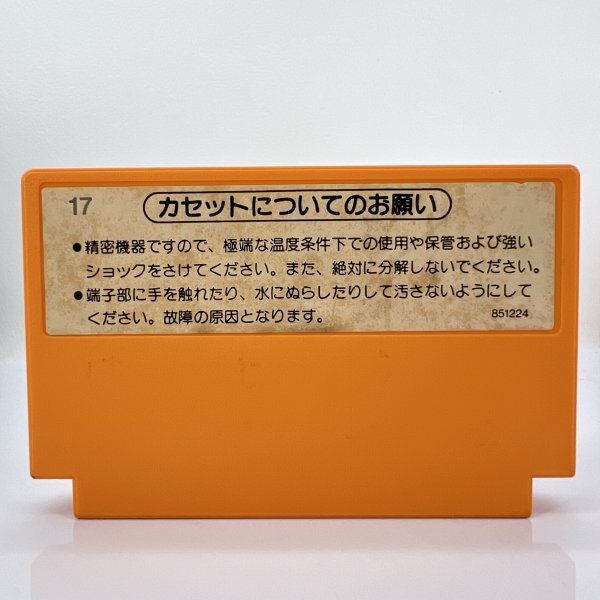 17
カセットについてのお願い
●精密機器ですので、極端な温度条件下での使用や保管および強い
ショックをさけてください。また、絶対に分解しないでください。
●端子部に手を触れたり、水にぬらしたりして汚さないようにして
ください。故障の原因となります。
851224